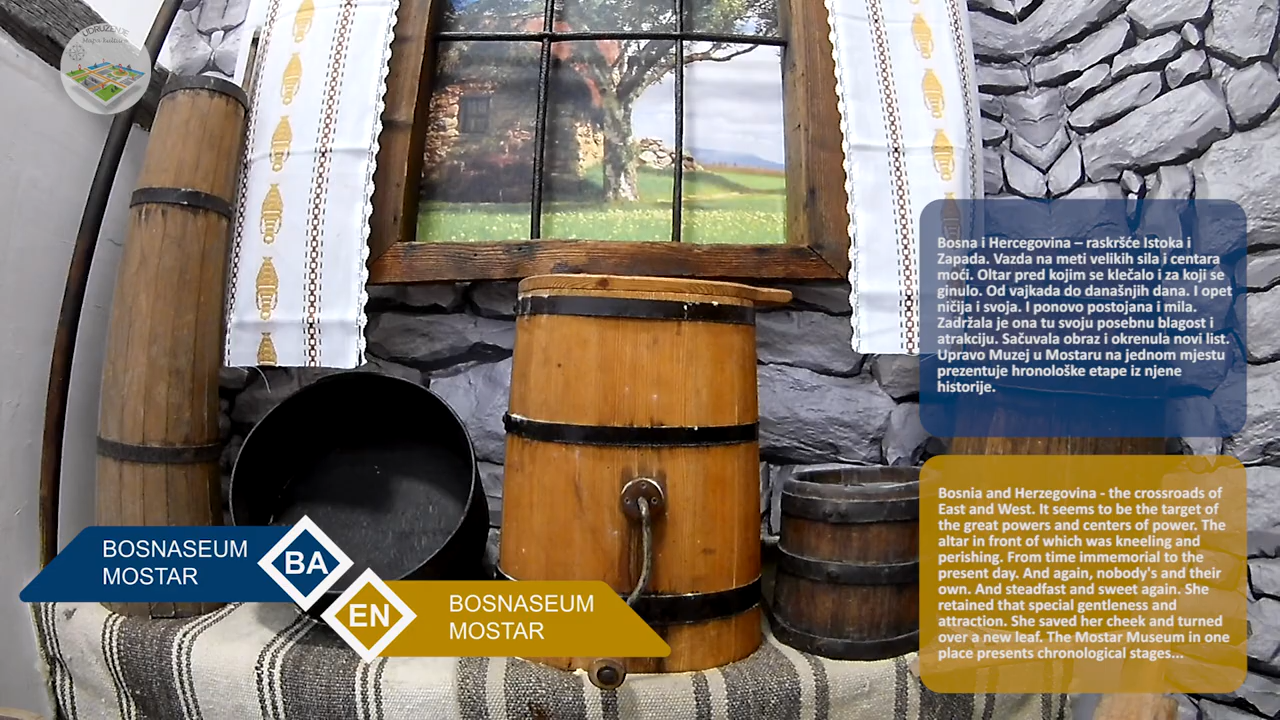 UDRUŽENJE
Mapa kulture
Bosna i Hercegovina – raskršće Istoka i
Zapada. Vazda na meti velikih sila i centara
moći. Oltar pred kojim se klečalo i za koji se
ginulo. Od vajkada do današnjih dana. I opet
ničija i svoja. I ponovo postojana i mila.
Zadržala je ona tu svoju posebnu blagost i
atrakciju. Sačuvala obraz i okrenula novi list.
Upravo Muzej u Mostaru na jednom mjestu
prezentuje hronološke etape iz njene
historije.
Bosnia and Herzegovina - the crossroads of
East and West. It seems to be the target of
the great powers and centers of power. The
altar in front of which was kneeling and
perishing. From time immemorial to the
present day. And again, nobody's and their
own. And steadfast and sweet again. She
retained that special gentleness and
attraction. She saved her cheek and turned
over a new leaf. The Mostar Museum in one
place presents chronological stages...
BOSNASEUM
MOSTAR
BA
EN
BOSNASEUM
MOSTAR